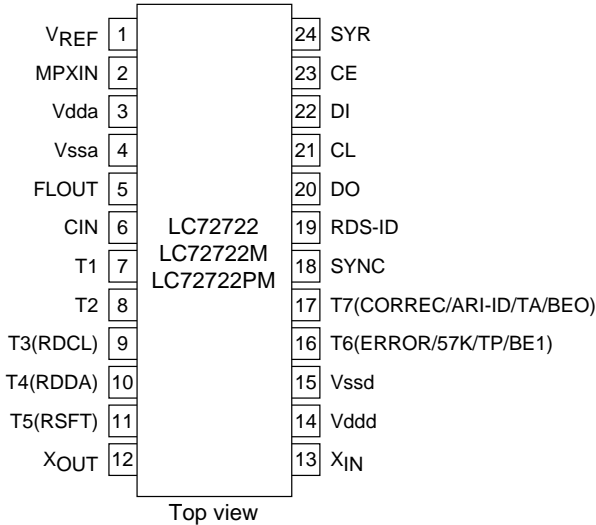 VREF 1 24 SYR
MPXIN 2 23 CE
Vdda 3 22 DI
Vssa 4 21 CL
FLOUT 5 20 DO
CIN 6 LC72722 19 RDS-ID
LC72722M
T1 7 LC72722PM 18 SYNC
T2 8 17 T7(CORREC/ARI-ID/TA/BEO)
T3(RDCL) 9 16 T6(ERROR/57K/TP/BE1)
T4(RDDA) 10 15 Vssd
T5(RSFT) 11 14 Vddd
XOUT 12 13 XIN
Top view